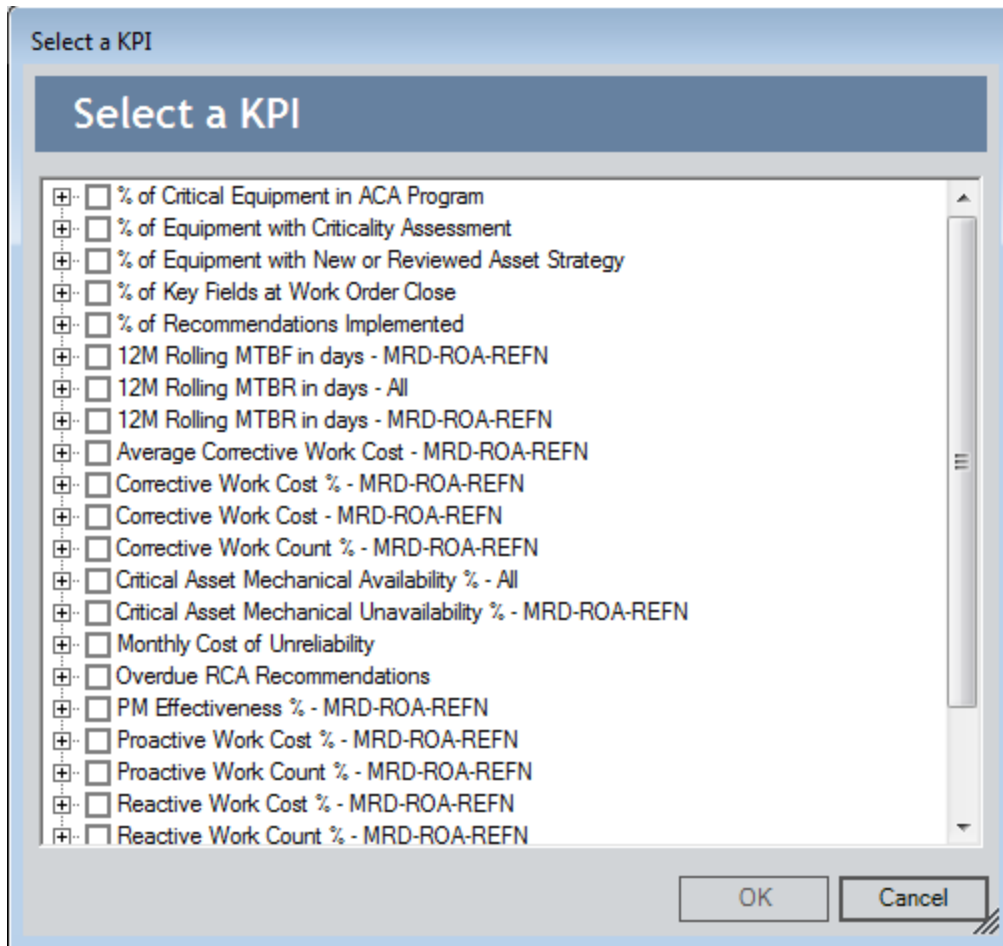 Select a KPI
Select a KPI
% of Critical Equipment in ACA Program
% of Equipment with Criticality Assessment
% of Equipment with New or Reviewed Asset Strategy
% of Key Fields at Work Order Close
% of Recommendations Implemented
12M Rolling MTBF in days - MRD-ROA-REFN
12M Rolling MTBR in days - All
12M Rolling MTBR in days - MRD-ROA-REFN
Average Corrective Work Cost - MRD-ROA-REFN
Corrective Work Cost % - MRD-ROA-REFN
Corrective Work Cost - MRD-ROA-REFN
Corrective Work Count % - MRD-ROA-REFN
Critical Asset Mechanical Availability % - All
Critical Asset Mechanical Unavailability % - MRD-ROA-REFN
Monthly Cost of Unreliability
Overdue RCA Recommendations
PM Effectiveness % - MRD-ROA-REFN
Proactive Work Cost % - MRD-ROA-REFN
Proactive Work Count % - MRD-ROA-REFN
Reactive Work Cost % - MRD-ROA-REFN
Reactive Work Count % - MRD-ROA-REFN
OK Cancel